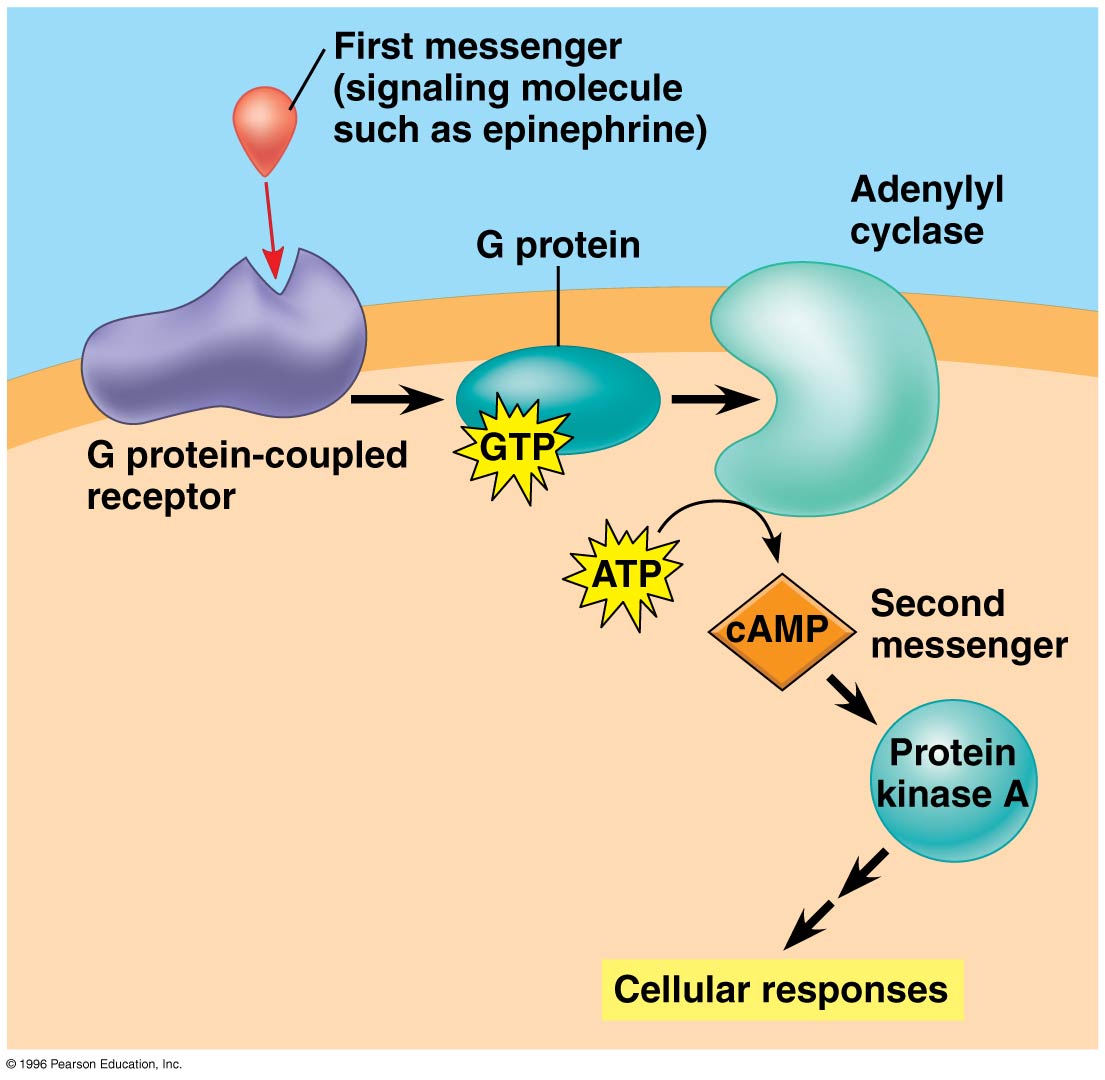 First messenger
(signaling molecule
such as epinephrine)
Adenylyl
cyclase
G protein
G protein-coupled
receptor
GTP
ATP
cAMP
Second
messenger
Protein
kinase A
Cellular responses
© 1996 Pearson Education, Inc.